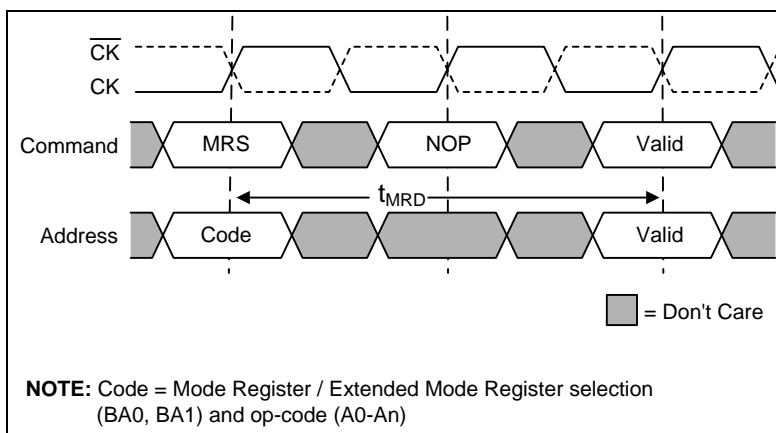 CK
CK
Command MRS NOP Valid
tMRD
Address Code Valid
= Don't Care
NOTE: Code = Mode Register / Extended Mode Register selection
(BA0, BA1) and op-code (A0-An)